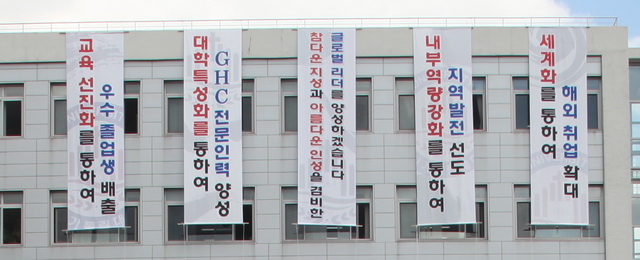 교육 선진화를 통하여
우수 졸업생 배출
대학특성화를 통하여
GHC 전문인력 양성
참다운 지성과 아름다운 인성을 겸비한
글로벌 리더를 양성하겠습니다
내부역량강화를 통하여
지역발전 선도
세계화를 통하여
해외 취업 확대